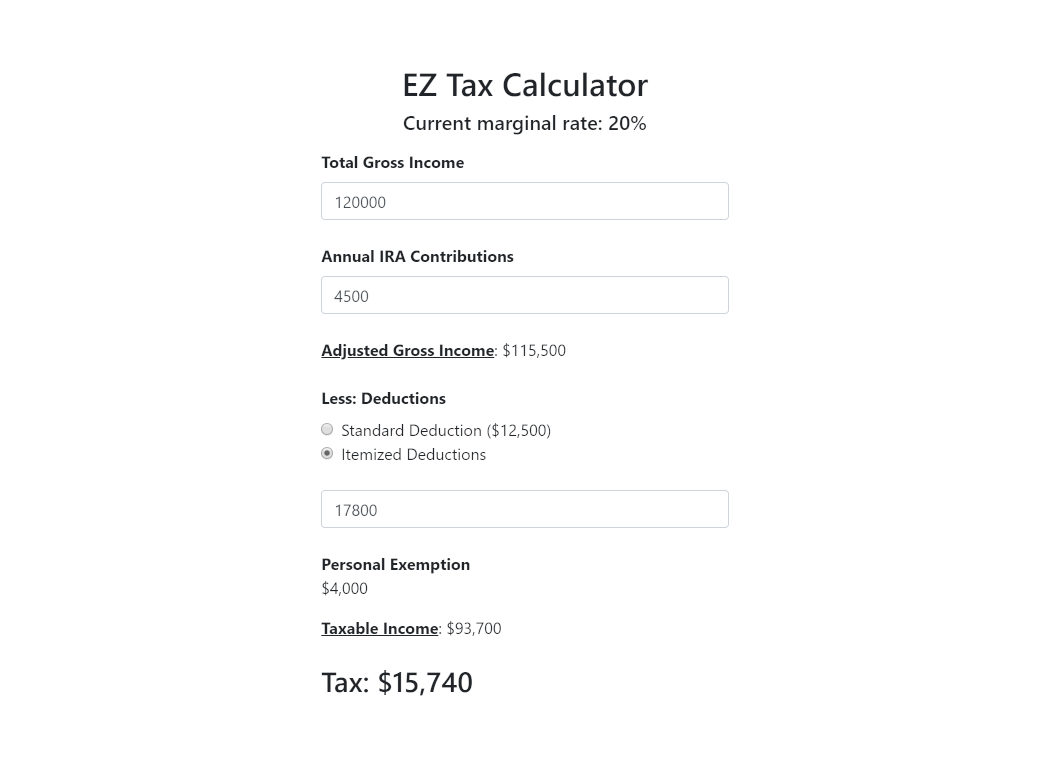 EZ Tax Calculator
Current marginal rate: 20%
Total Gross Income
120000
Annual IRA Contributions
4500
Adjusted Gross Income: $115,500
Less: Deductions
Standard Deduction ($12,500)
Itemized Deductions
17800
Personal Exemption
$4,000
Taxable Income: $93,700
Tax: $15,740